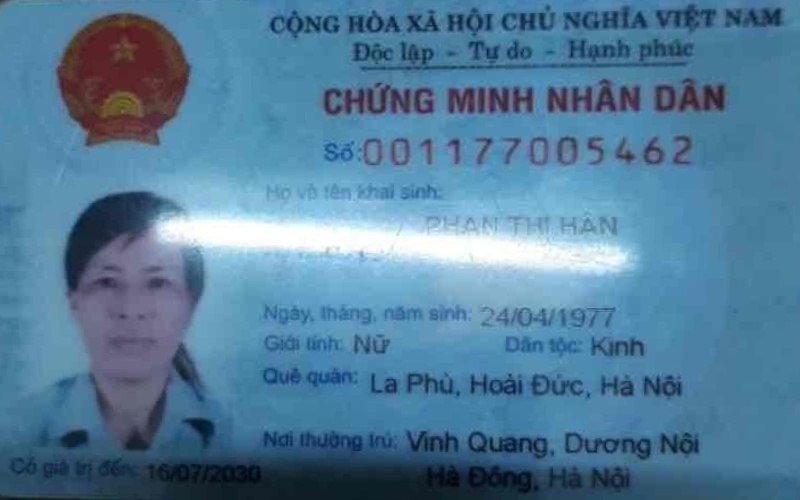 CỘNG HÒA XÃ HỘI CHỦ NGHĨA VIỆT NAM
Độc lập - Tự do - Hạnh phúc
CHỨNG MINH NHÂN DÂN
Số: 001177005462
Họ và tên khai sinh:
PHAN THỊ HÂN
Ngày, tháng, năm sinh: 24/04/1977
Giới tính: Nữ Dân tộc: Kinh
Quê quán: La Phù, Hoài Đức, Hà Nội
Nơi thường trú: Vinh Quang, Dương Nội
Hà Đông, Hà Nội
Có giá trị đến: 16/07/2030